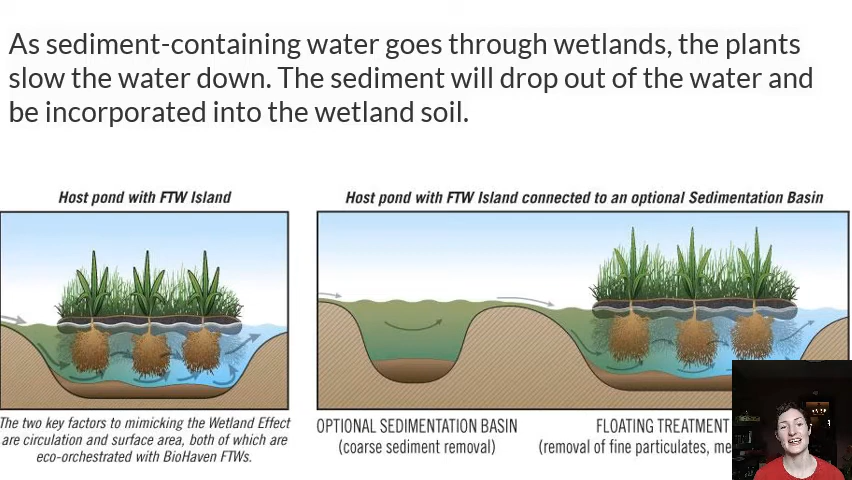 As sediment-containing water goes through wetlands, the plants
slow the water down. The sediment will drop out of the water and
be incorporated into the wetland soil.
Host pond with FTW Island
Host pond with FTW Island connected to an optional Sedimentation Basin
The two key factors to mimicking the Wetland Effect
are circulation and surface area, both of which are
eco-orchestrated with BioHaven FTWs.
OPTIONAL SEDIMENTATION BASIN
(coarse sediment removal)
FLOATING TREATMENT
(removal of fine particulates,